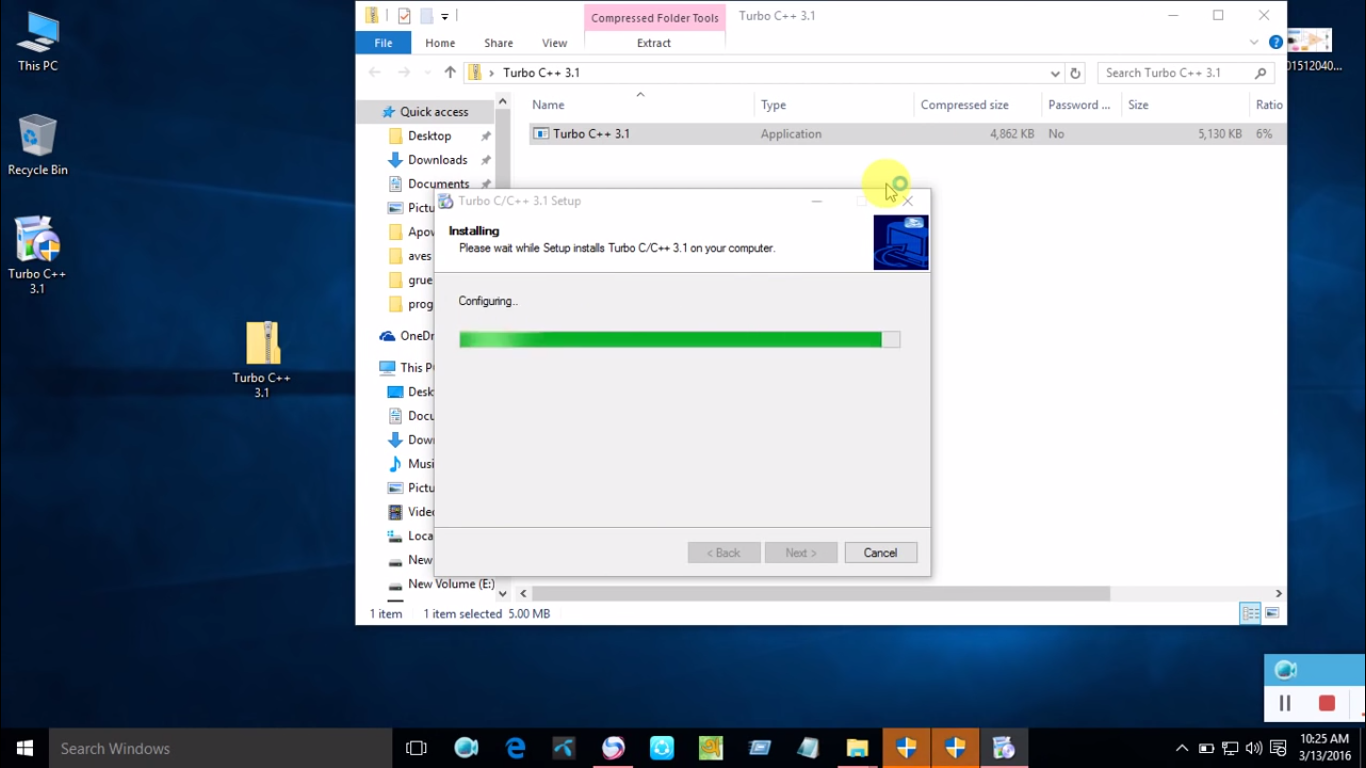 This PC
Recycle Bin
Turbo C++
3.1
Turbo C++
3.1
Compressed Folder Tools
Turbo C++ 3.1
File
Home
Share
View
Extract
Turbo C++ 3.1
Search Turbo C++ 3.1
01512040...
Name
Type
Compressed size
Password ...
Size
Ratio
Turbo C++ 3.1
Application
4,862 KB
No
5,130 KB
6%
Quick access
Desktop
Downloads
Documents
Pictu
Apow
aves
grue
prog
OneDr
This P
Desk
Docu
Dow
Musi
Pictu
Video
Loca
New
New Volume (E:)
Turbo C/C++ 3.1 Setup
Installing
Please wait while Setup installs Turbo C/C++ 3.1 on your computer.
Configuring..
< Back
Next >
Cancel
1 item
1 item selected 5.00 MB
Search Windows
10:25 AM
3/13/2016